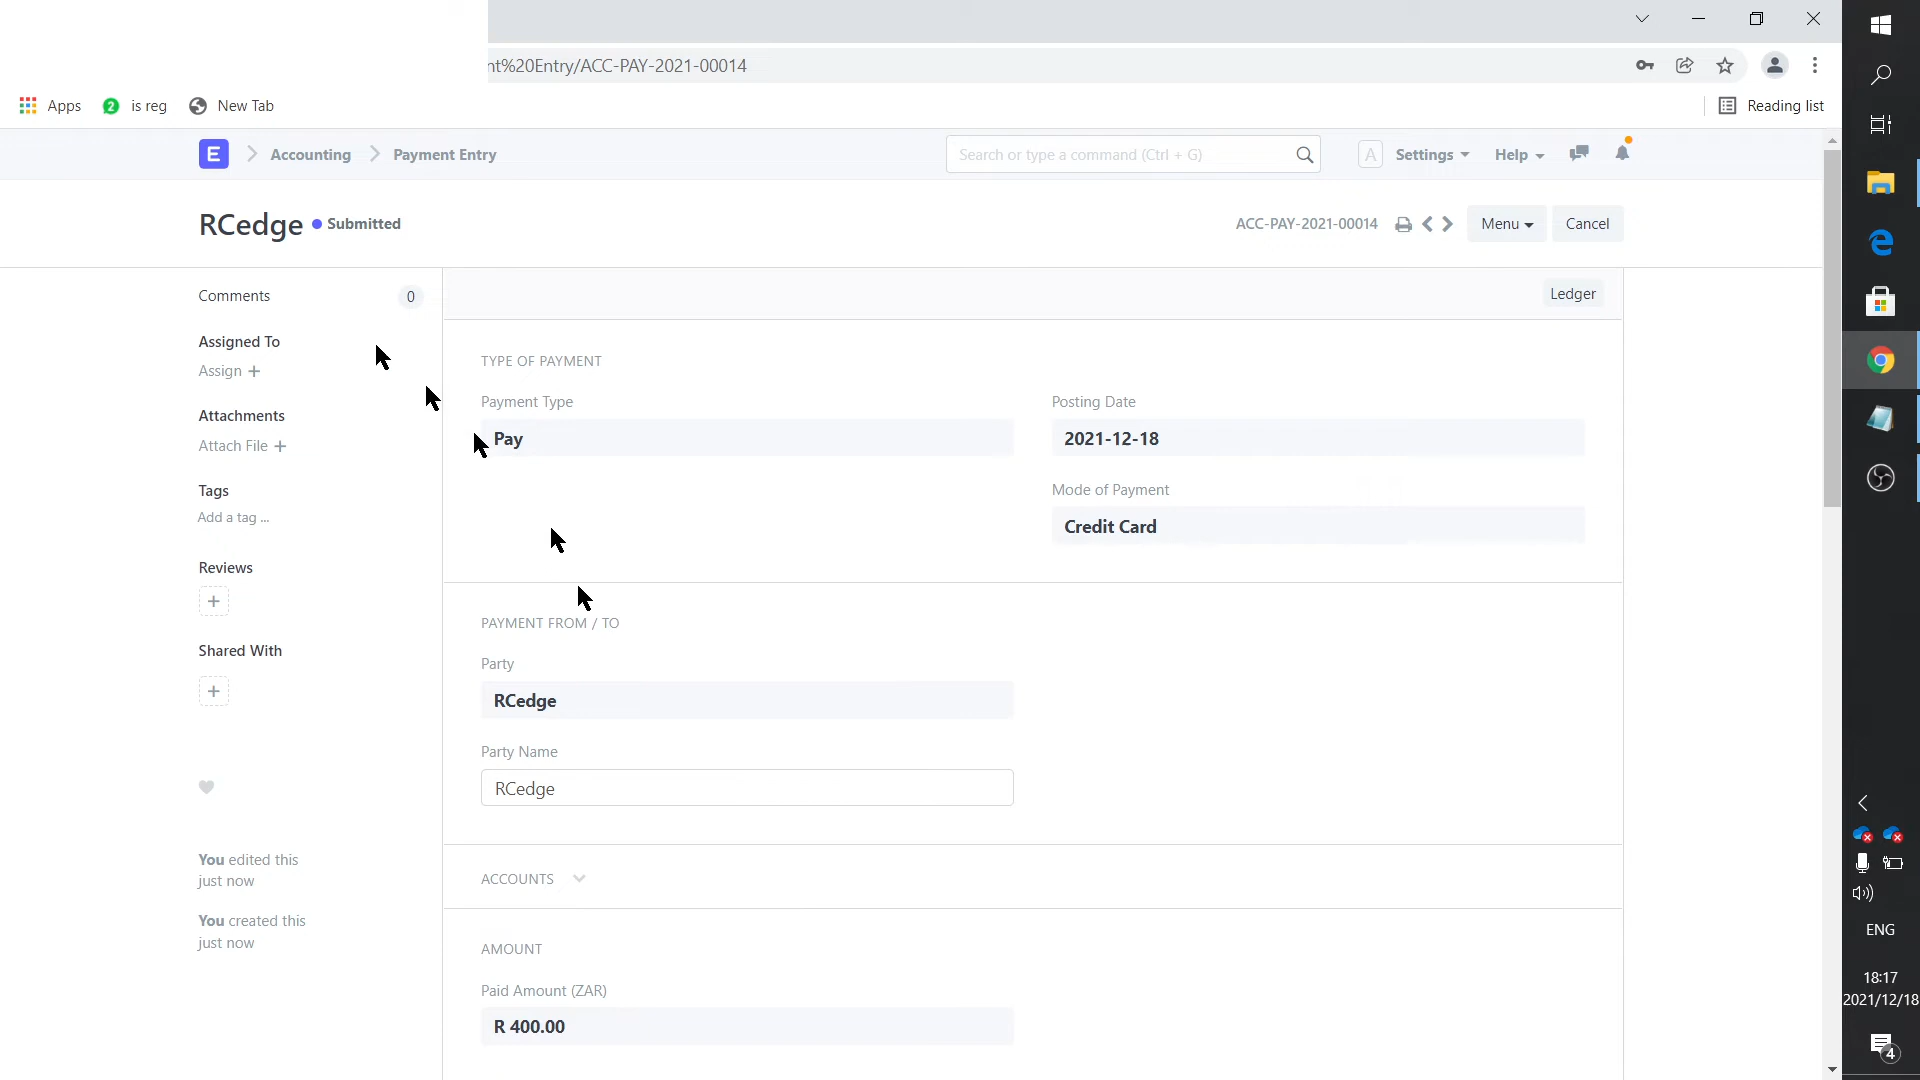 nt%20Entry/ACC-PAY-2021-00014
Apps
2
is reg
New Tab
Reading list
E
Accounting
Payment Entry
Search or type a command (Ctrl + G)
A
Settings
Help
RCedge
Submitted
ACC-PAY-2021-00014
Menu
Cancel
Comments
0
Assigned To
Assign +
Attachments
Attach File +
Tags
Add a tag ...
Reviews
+
Shared With
+
You edited this
just now
You created this
just now
Ledger
TYPE OF PAYMENT
Payment Type
Pay
Posting Date
2021-12-18
Mode of Payment
Credit Card
PAYMENT FROM / TO
Party
RCedge
Party Name
RCedge
ACCOUNTS
AMOUNT
Paid Amount (ZAR)
R 400.00
ENG
18:17
2021/12/18
4